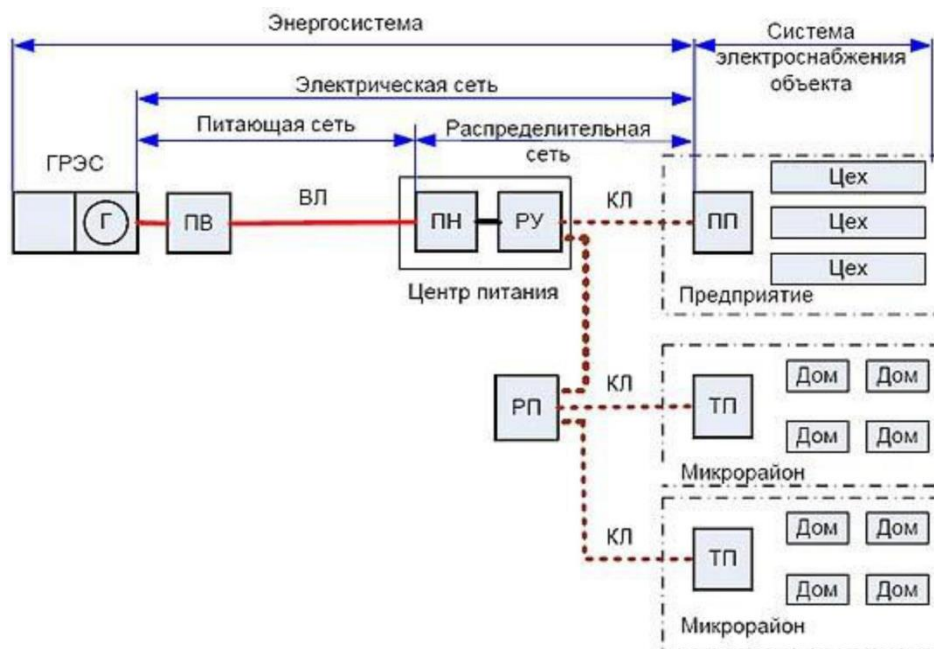 Энергосистема
Система
электроснабжения
объекта
Электрическая сеть
Питающая сеть
Распределительная
сеть
ГРЭС
Г
ПВ
ВЛ
ПН
РУ
КЛ
ПП
Цех
Цех
Цех
Центр питания
Предприятие
РП
КЛ
ТП
Дом
Дом
Дом
Дом
Микрорайон
КЛ
ТП
Дом
Дом
Дом
Дом
Микрорайон